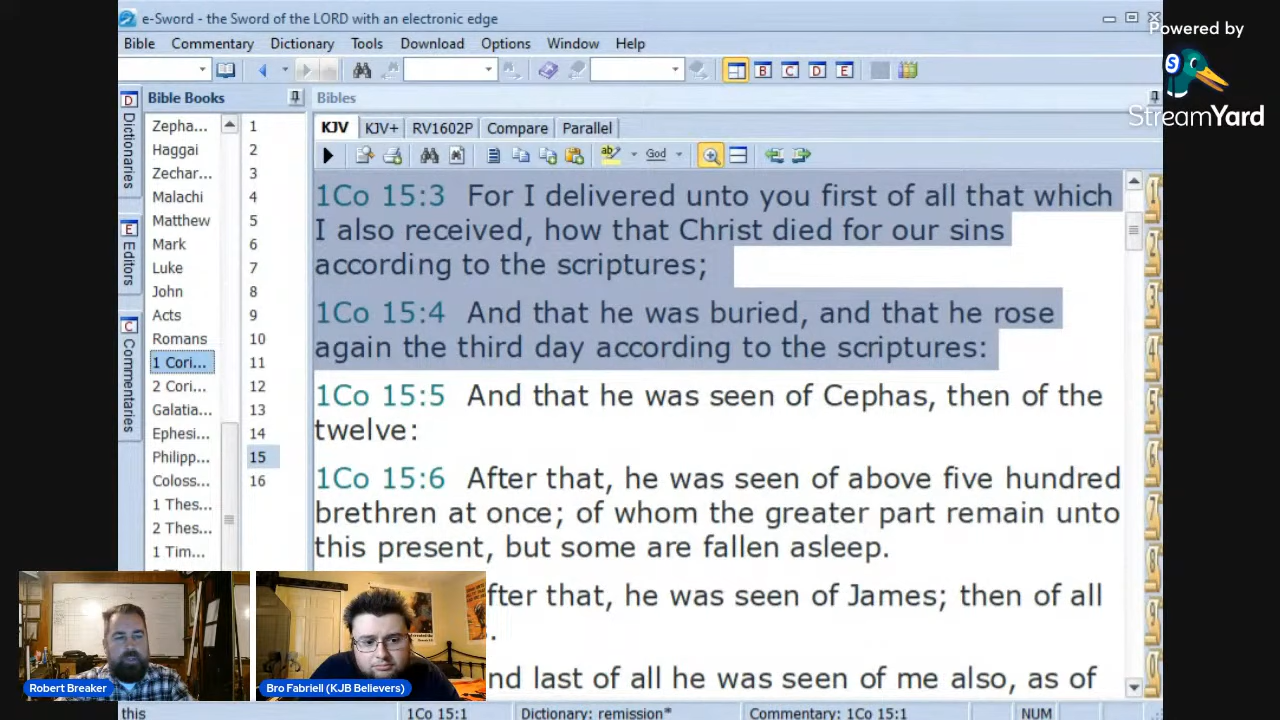 e-Sword - the Sword of the LORD with an electronic edge
Powered by
StreamYard
Bible Commentary Dictionary Tools Download Options Window Help
B C D E
D Dictionaries
E Editors
C Commentaries
Bible Books
Zepha...
Haggai
Zechar...
Malachi
Matthew
Mark
Luke
John
Acts
Romans
1 Cori...
2 Cori...
Galatia...
Ephesi...
Philipp...
Coloss...
1 Thes...
2 Thes...
1 Tim...
1
2
3
4
5
6
7
8
9
10
11
12
13
14
15
16
Bibles
KJV KJV+ RV1602P Compare Parallel
God
1Co 15:3 For I delivered unto you first of all that which
I also received, how that Christ died for our sins
according to the scriptures;
1Co 15:4 And that he was buried, and that he rose
again the third day according to the scriptures:
1Co 15:5 And that he was seen of Cephas, then of the
twelve:
1Co 15:6 After that, he was seen of above five hundred
brethren at once; of whom the greater part remain unto
this present, but some are fallen asleep.
fter that, he was seen of James; then of all
.
nd last of all he was seen of me also, as of
Robert Breaker
Bro Fabriell (KJB Believers)
this 1Co 15:1 Dictionary: remission* Commentary: 1Co 15:1 NUM